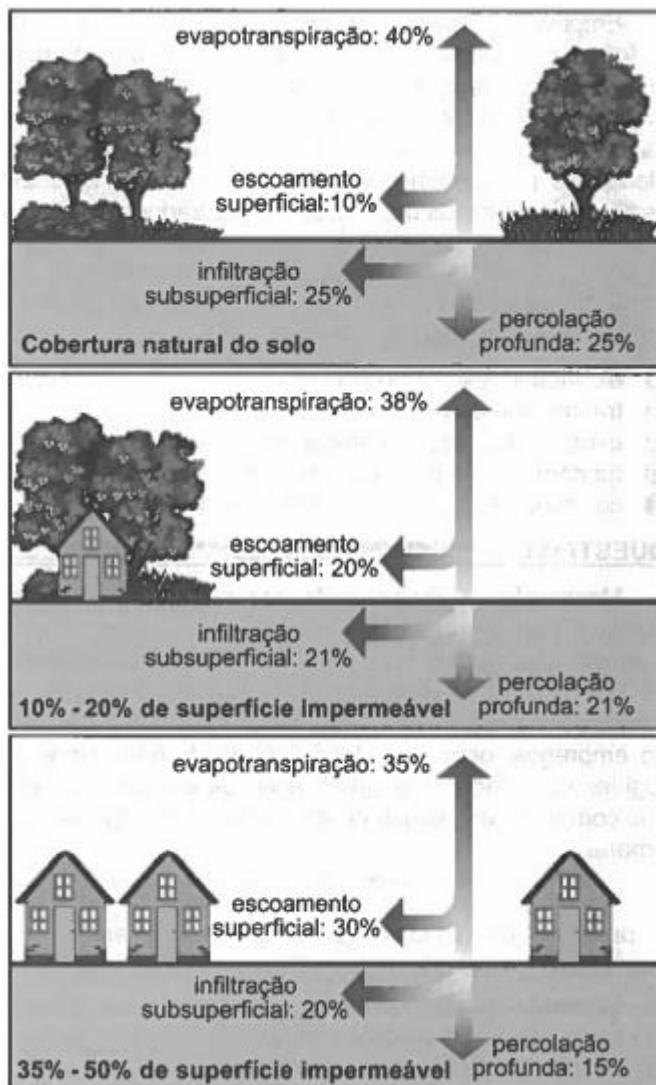 evapotranspiração: 40%
escoamento
superficial:10%
infiltração
subsuperficial: 25%
percolação
profunda: 25%
Cobertura natural do solo
evapotranspiração: 38%
escoamento
superficial: 20%
infiltração
subsuperficial: 21%
percolação
profunda: 21%
10% - 20% de superfície impermeável
evapotranspiração: 35%
escoamento
superficial: 30%
infiltração
subsuperficial: 20%
percolação
profunda: 15%
35% - 50% de superfície impermeável